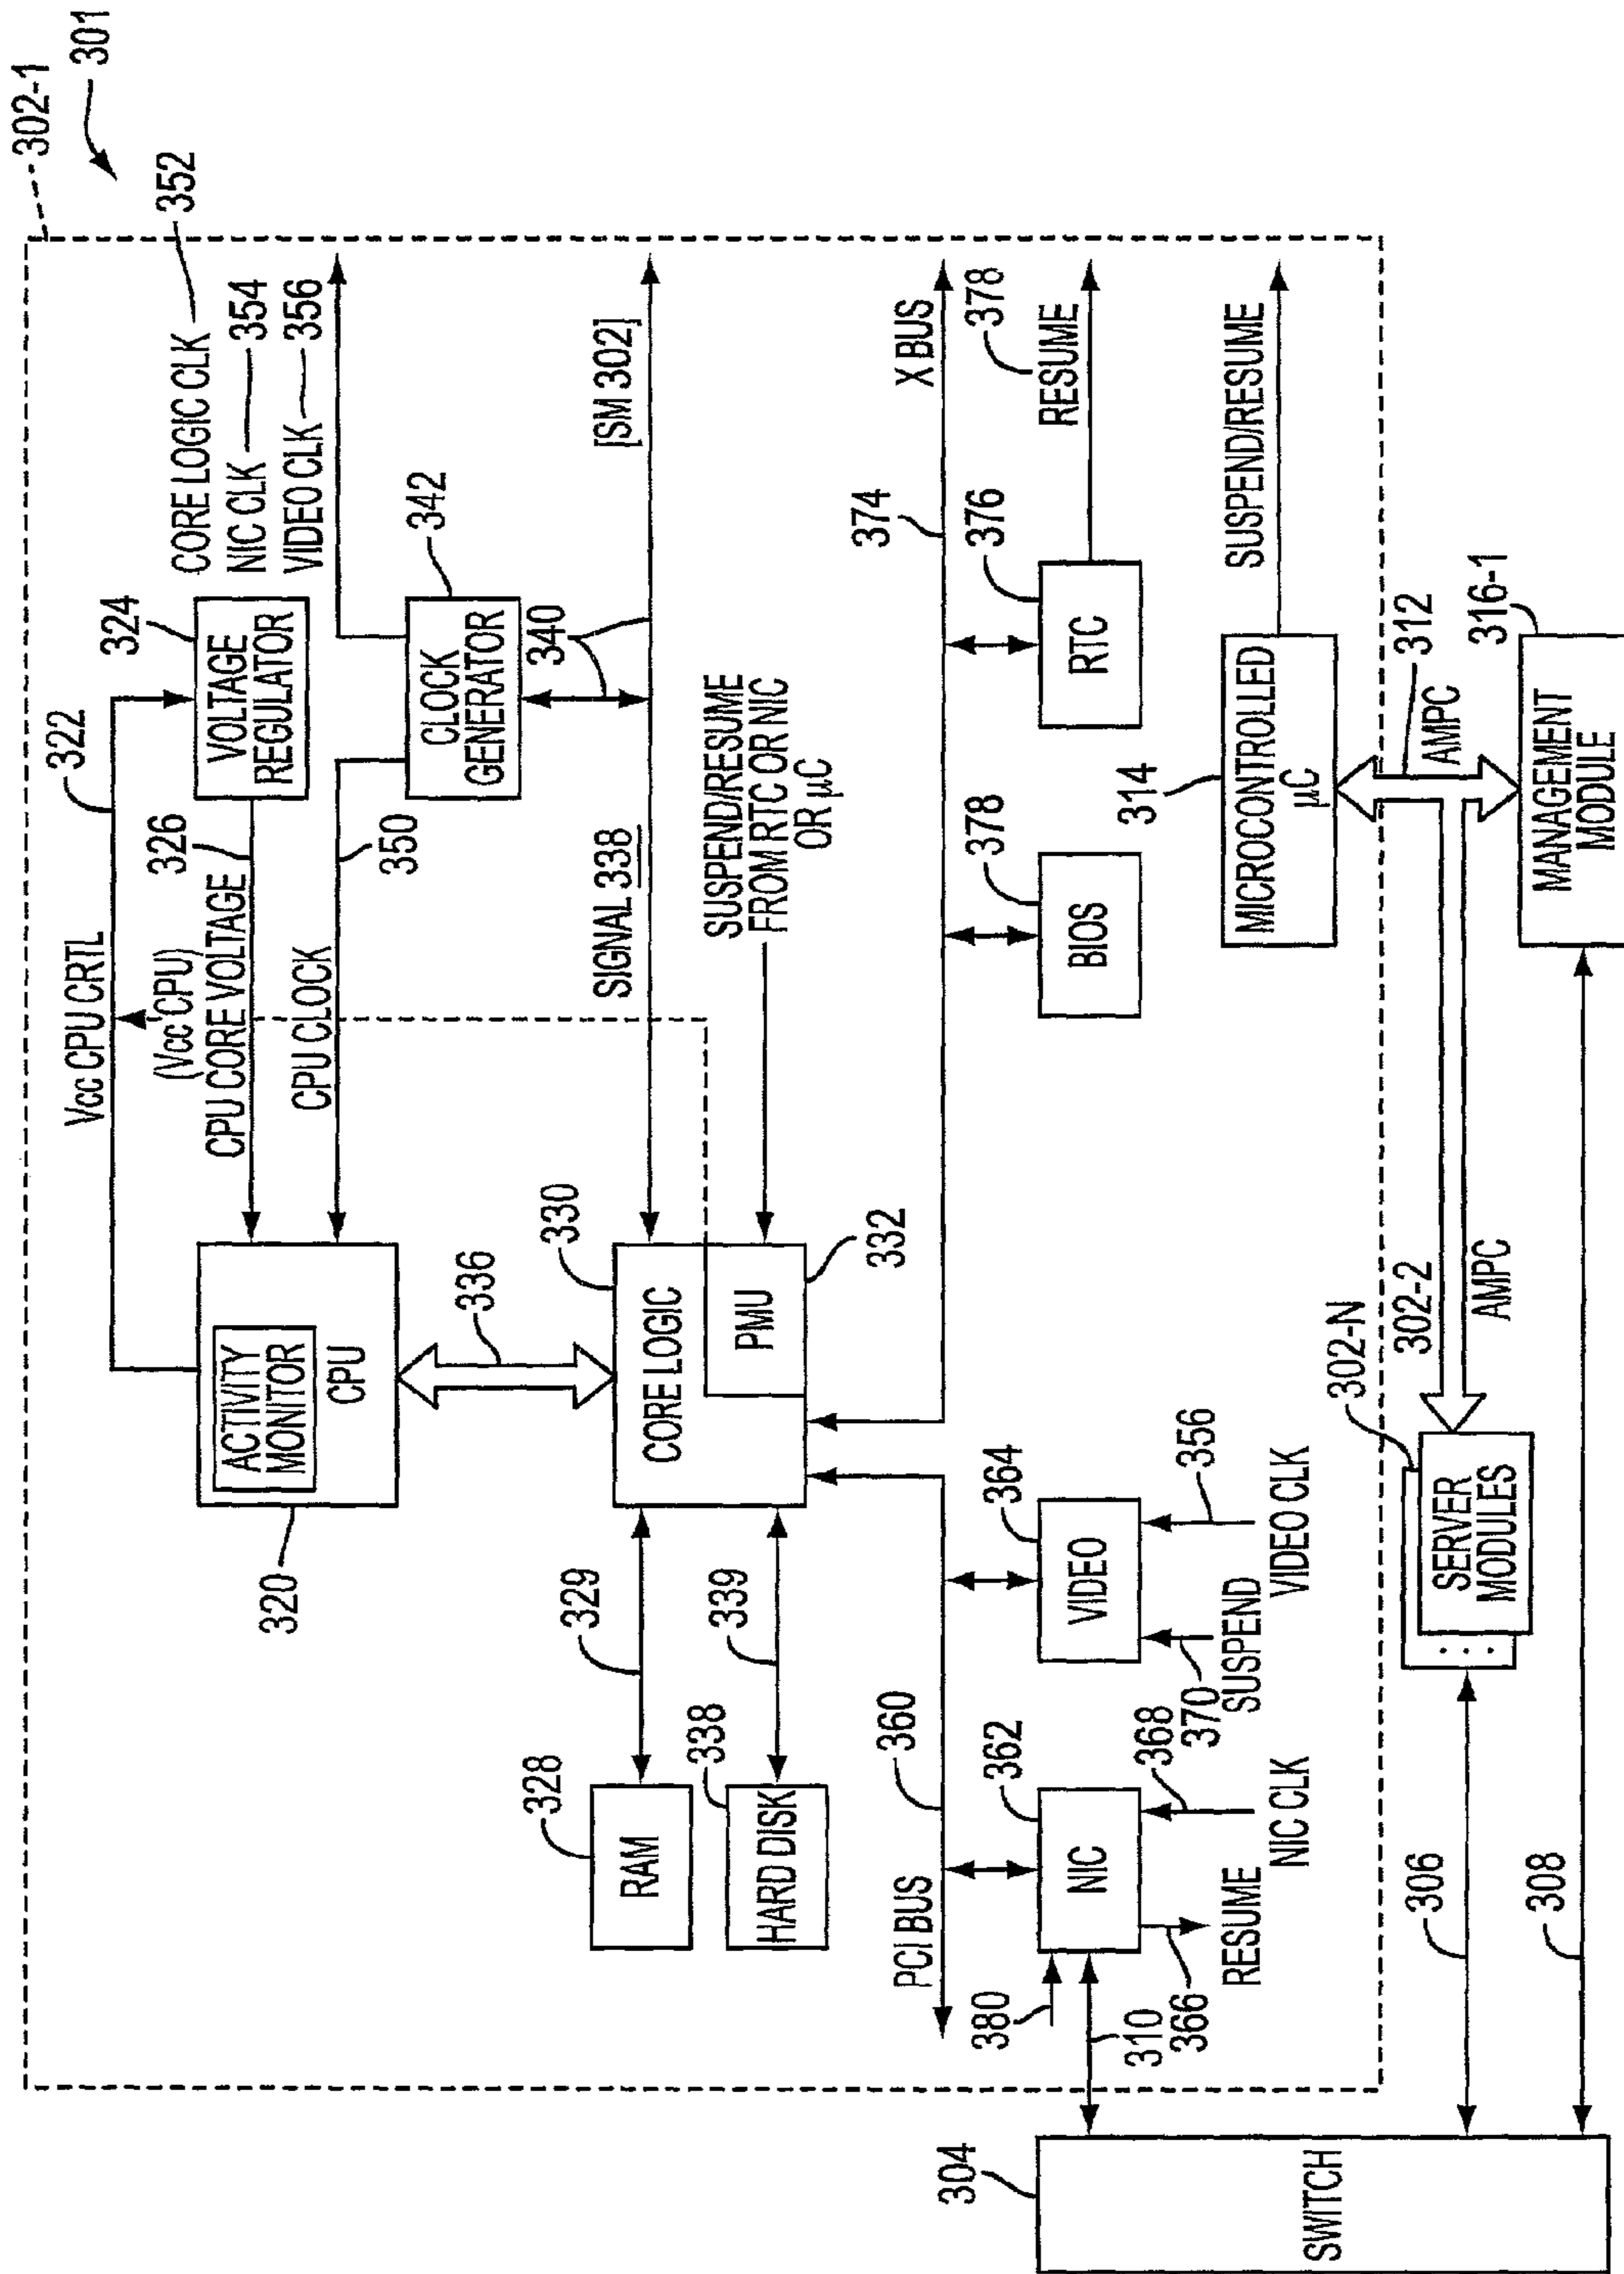 302-1
301
322
Vcc CPU CRTL
324
VOLTAGE
REGULATOR
326
(Vcc CPU)
CPU CORE VOLTAGE
CORE LOGIC CLK
352
NIC CLK
354
VIDEO CLK
356
ACTIVITY
MONITOR
CPU
320
CPU CLOCK
350
342
CLOCK
GENERATOR
340
336
328
RAM
329
330
CORE LOGIC
SIGNAL 338
[SM 302]
338
HARD DISK
339
PMU
332
SUSPEND/RESUME
FROM RTC OR NIC
OR µC
PCI BUS
360
374
X BUS
362
NIC
364
VIDEO
378
BIOS
376
RTC
378
RESUME
380
310
366
RESUME
368
NIC CLK
370
SUSPEND
356
VIDEO CLK
314
MICROCONTROLLED
µC
SUSPEND/RESUME
304
SWITCH
306
302-N
302-2
SERVER
MODULES
...
AMPC
AMPC
312
308
MANAGEMENT
MODULE
316-1